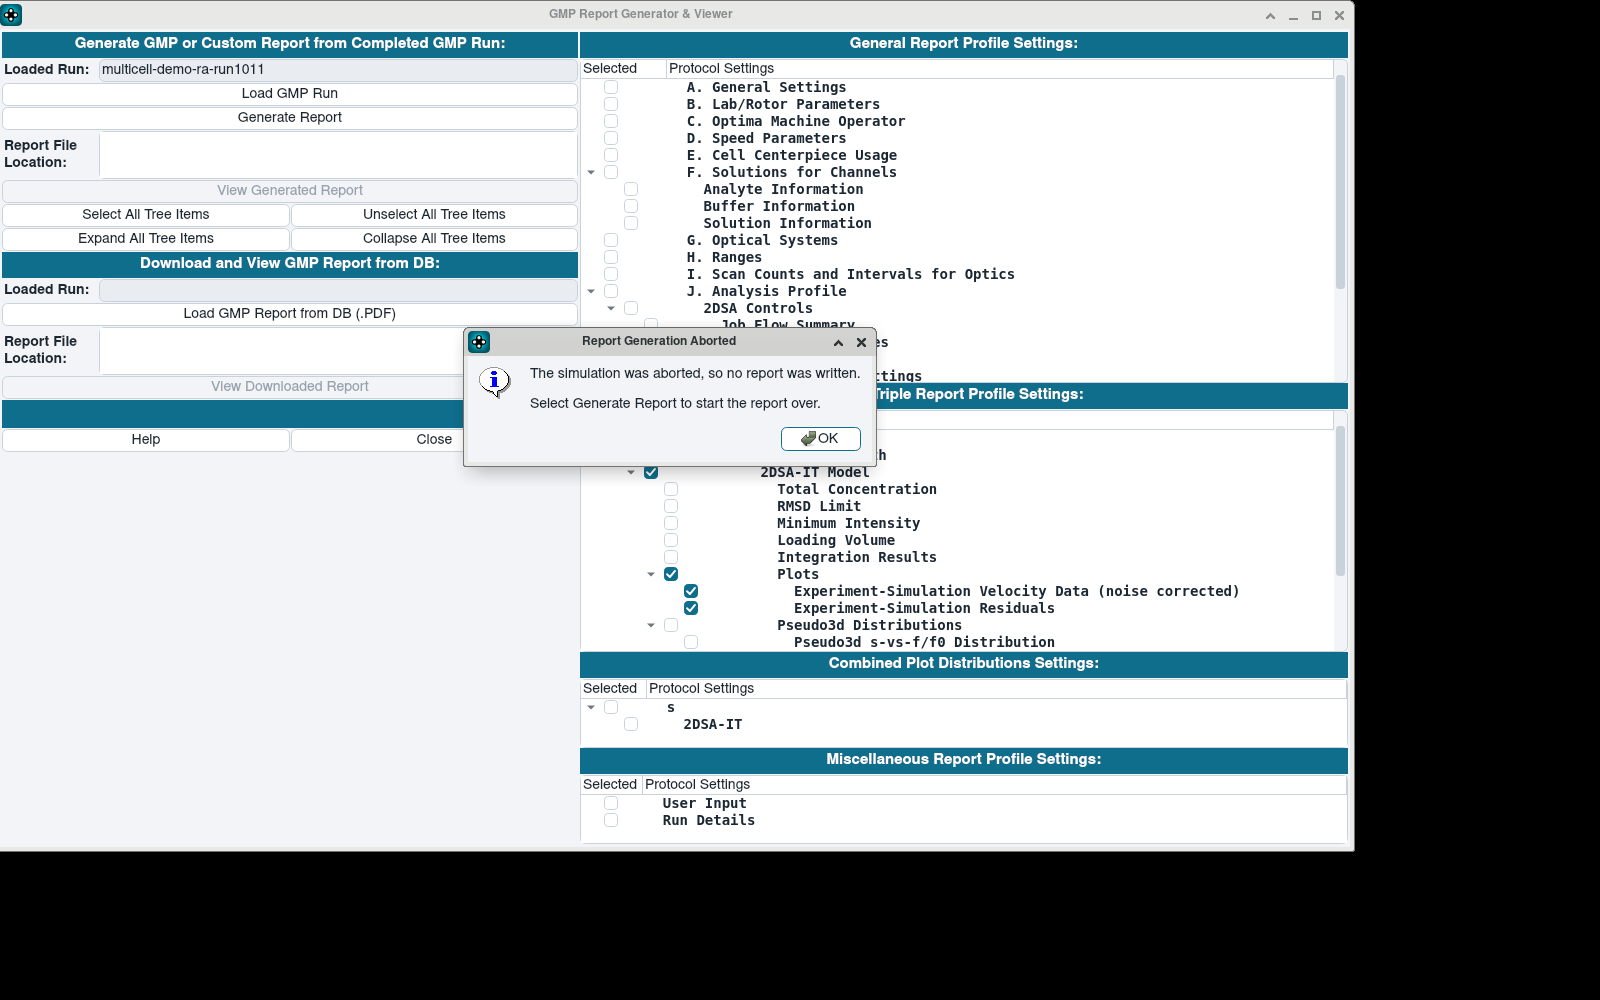 GMP Report Generator & Viewer
Generate GMP or Custom Report from Completed GMP Run:
Loaded Run: multicell-demo-ra-run1011
Load GMP Run
Generate Report
Report File
Location:
View Generated Report
Select All Tree Items Unselect All Tree Items
Expand All Tree Items Collapse All Tree Items
Download and View GMP Report from DB:
Loaded Run:
Load GMP Report from DB (.PDF)
Report File
Location:
View Downloaded Report
Help Close
General Report Profile Settings:
Selected Protocol Settings
A. General Settings
B. Lab/Rotor Parameters
C. Optima Machine Operator
D. Speed Parameters
E. Cell Centerpiece Usage
F. Solutions for Channels
Analyte Information
Buffer Information
Solution Information
G. Optical Systems
H. Ranges
I. Scan Counts and Intervals for Optics
J. Analysis Profile
2DSA Controls
Job Flow Summary
Report Generation Aborted
The simulation was aborted, so no report was written.
Select Generate Report to start the report over.
OK
Triple Report Profile Settings:
2DSA-IT Model
Total Concentration
RMSD Limit
Minimum Intensity
Loading Volume
Integration Results
Plots
Experiment-Simulation Velocity Data (noise corrected)
Experiment-Simulation Residuals
Pseudo3d Distributions
Pseudo3d s-vs-f/f0 Distribution
Combined Plot Distributions Settings:
Selected Protocol Settings
s
2DSA-IT
Miscellaneous Report Profile Settings:
Selected Protocol Settings
User Input
Run Details